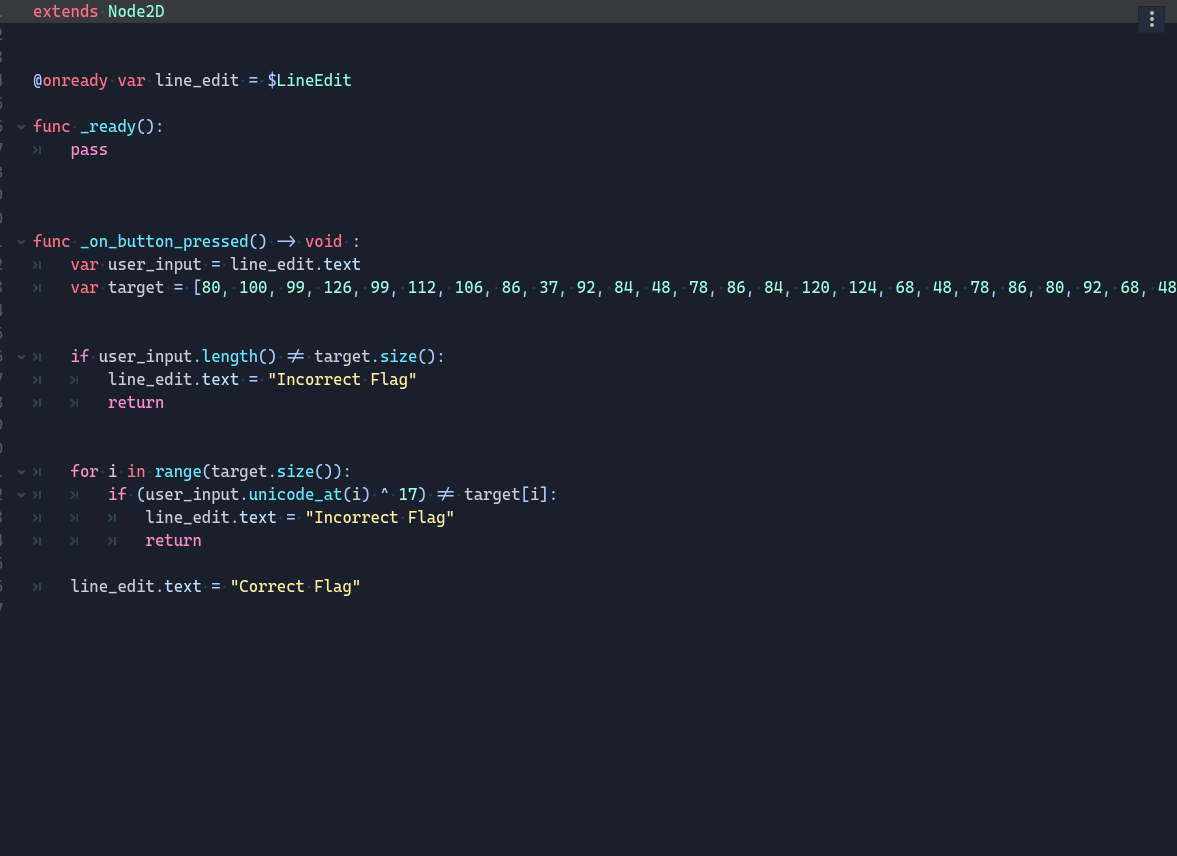 extends Node2D
@onready var line_edit = $LineEdit
func _ready():
pass
func _on_button_pressed() -> void :
var user_input = line_edit.text
var target = [80, 100, 99, 126, 99, 112, 106, 86, 37, 92, 84, 48, 78, 86, 84, 120, 124, 68, 48, 78, 86, 80, 92, 68, 48
if user_input.length() != target.size():
line_edit.text = "Incorrect Flag"
return
for i in range(target.size()):
if (user_input.unicode_at(i) ^ 17) != target[i]:
line_edit.text = "Incorrect Flag"
return
line_edit.text = "Correct Flag"